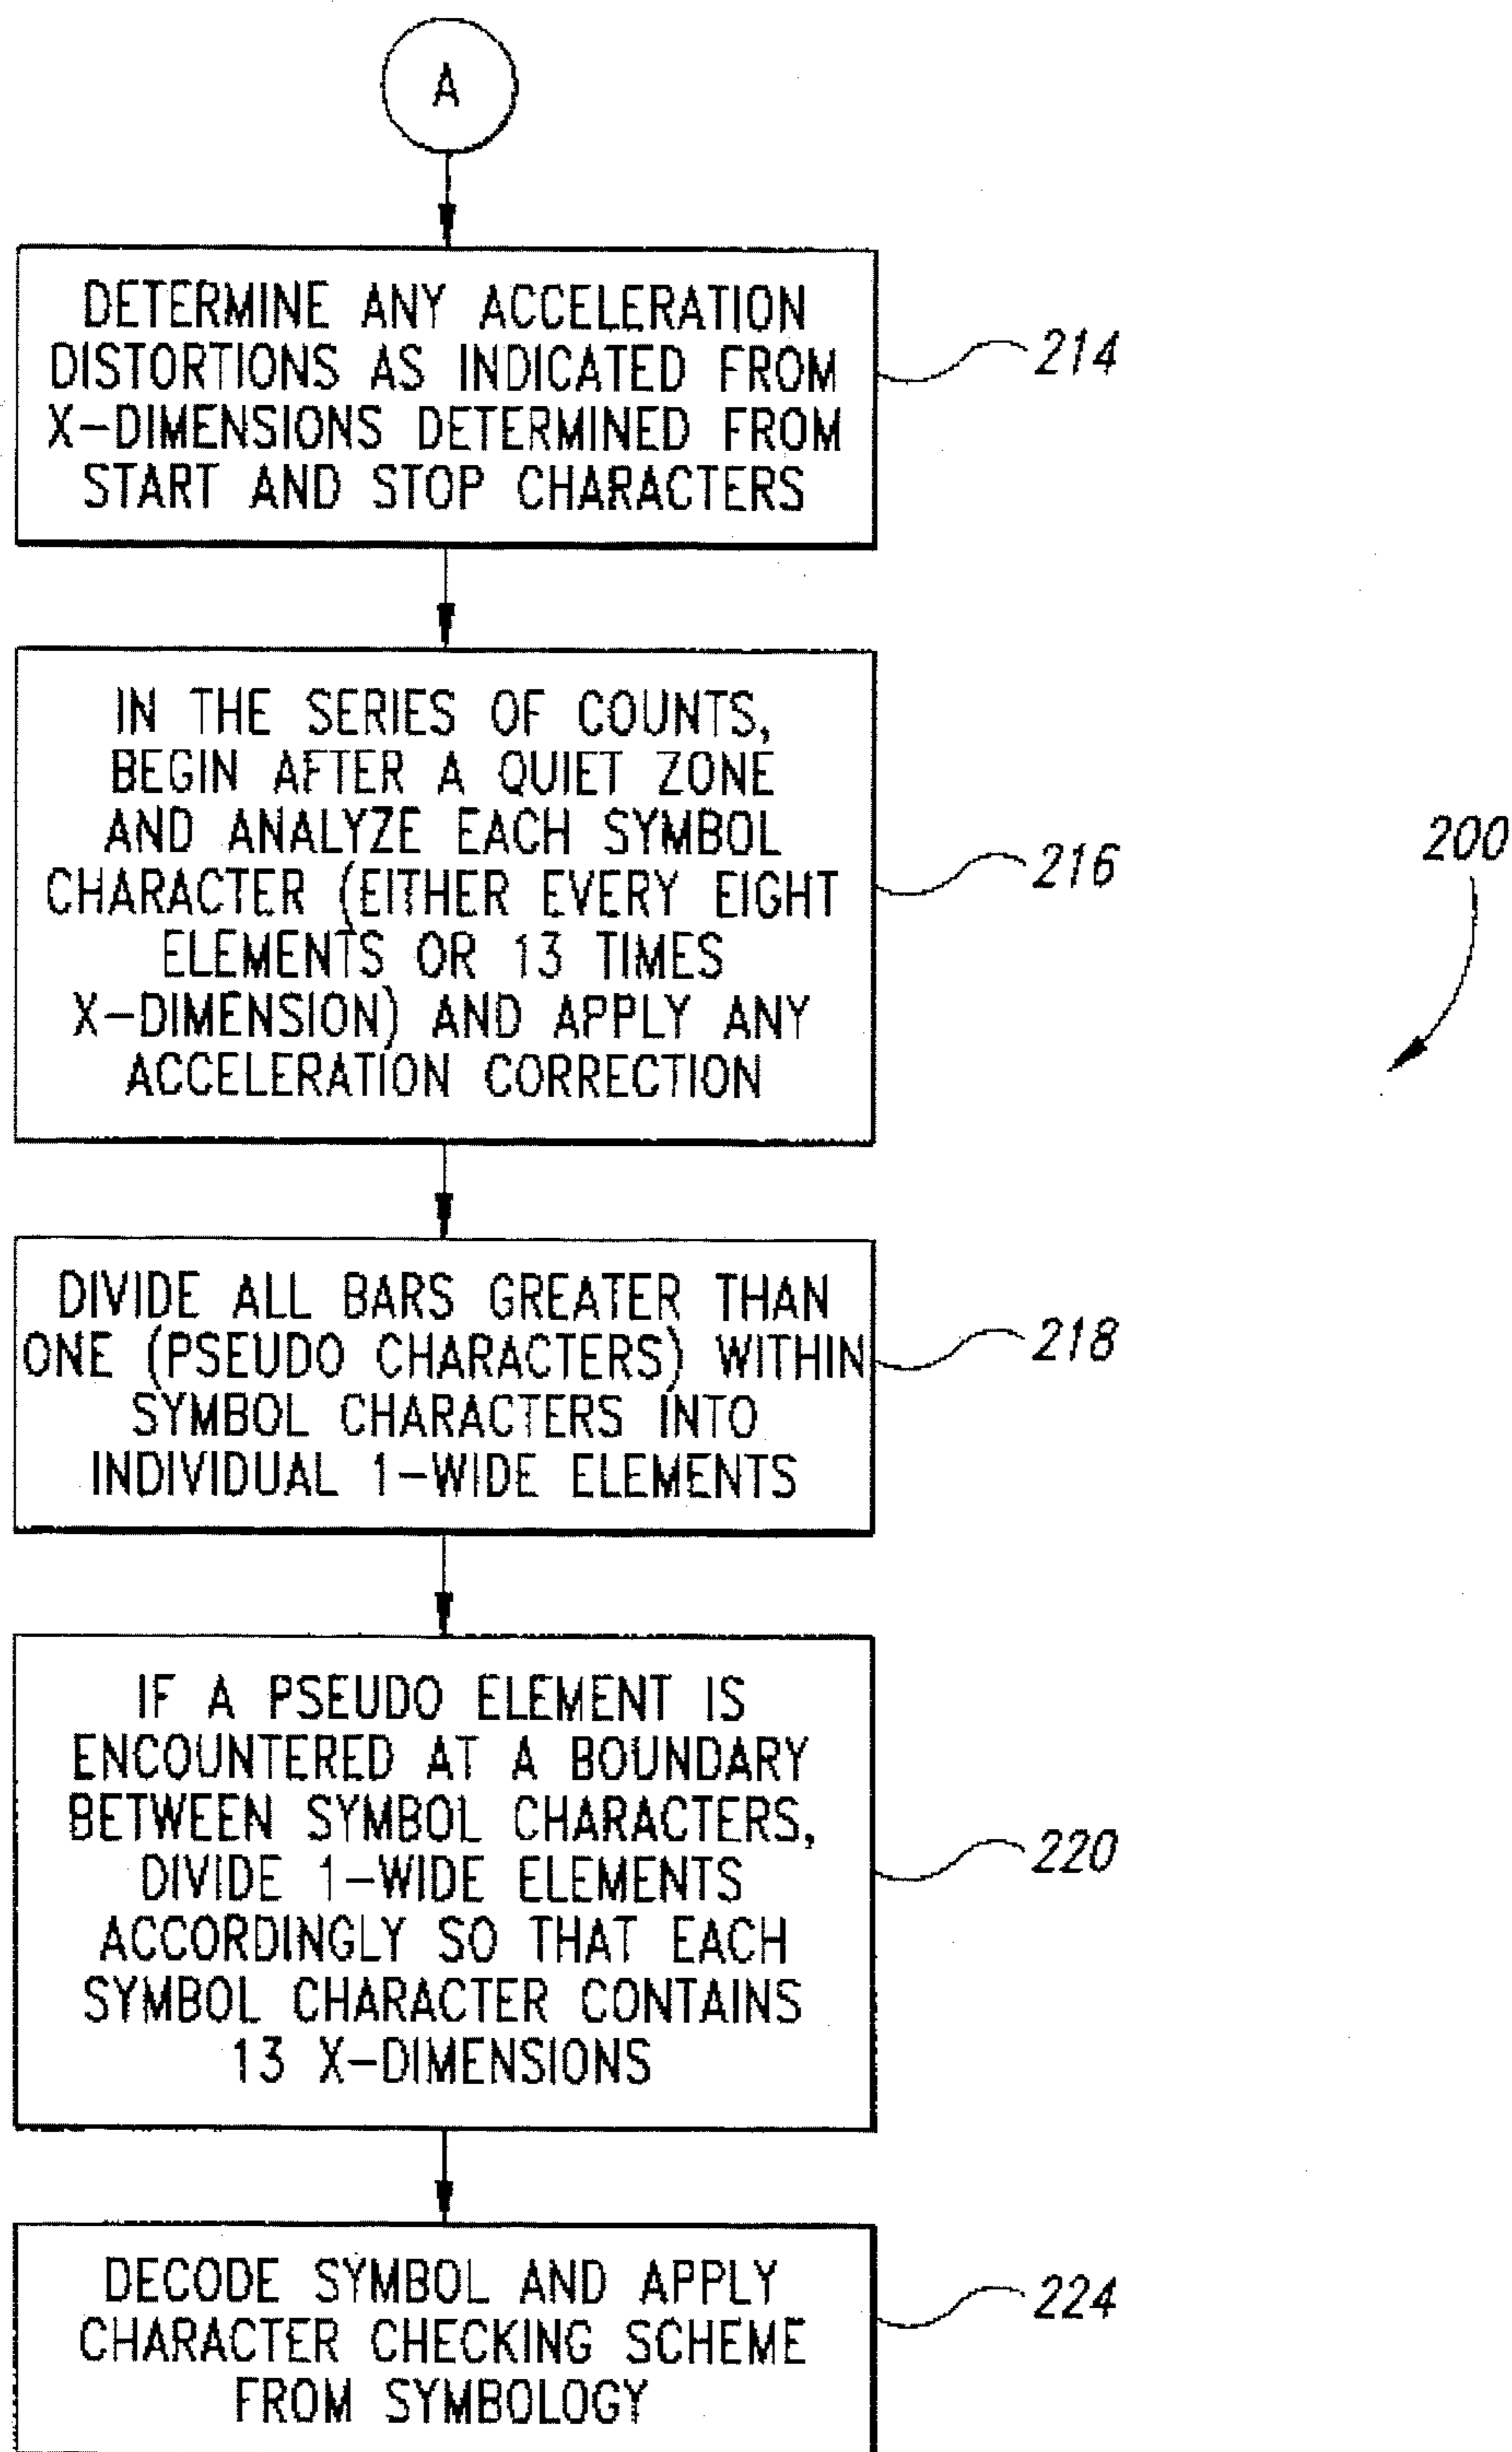 A
DETERMINE ANY ACCELERATION
DISTORTIONS AS INDICATED FROM
X-DIMENSIONS DETERMINED FROM
START AND STOP CHARACTERS
214
IN THE SERIES OF COUNTS,
BEGIN AFTER A QUIET ZONE
AND ANALYZE EACH SYMBOL
CHARACTER (EITHER EVERY EIGHT
ELEMENTS OR 13 TIMES
X-DIMENSION) AND APPLY ANY
ACCELERATION CORRECTION
216
200
DIVIDE ALL BARS GREATER THAN
ONE (PSEUDO CHARACTERS) WITHIN
SYMBOL CHARACTERS INTO
INDIVIDUAL 1-WIDE ELEMENTS
218
IF A PSEUDO ELEMENT IS
ENCOUNTERED AT A BOUNDARY
BETWEEN SYMBOL CHARACTERS,
DIVIDE 1-WIDE ELEMENTS
ACCORDINGLY SO THAT EACH
SYMBOL CHARACTER CONTAINS
13 X-DIMENSIONS
220
DECODE SYMBOL AND APPLY
CHARACTER CHECKING SCHEME
FROM SYMBOLOGY
224